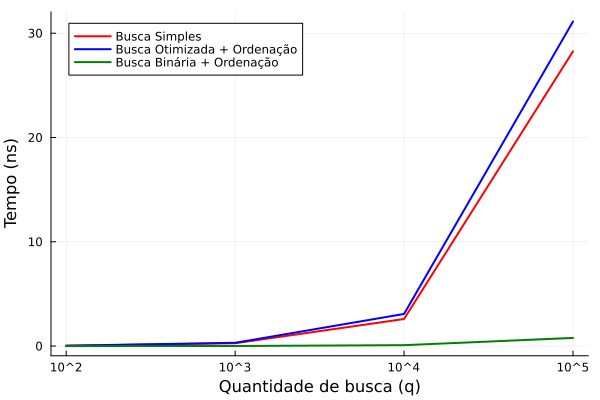 Busca Simples
Busca Otimizada + Ordenação
Busca Binária + Ordenação
Tempo (ns)
30
20
10
0
10^2
10^3
10^4
10^5
Quantidade de busca (q)